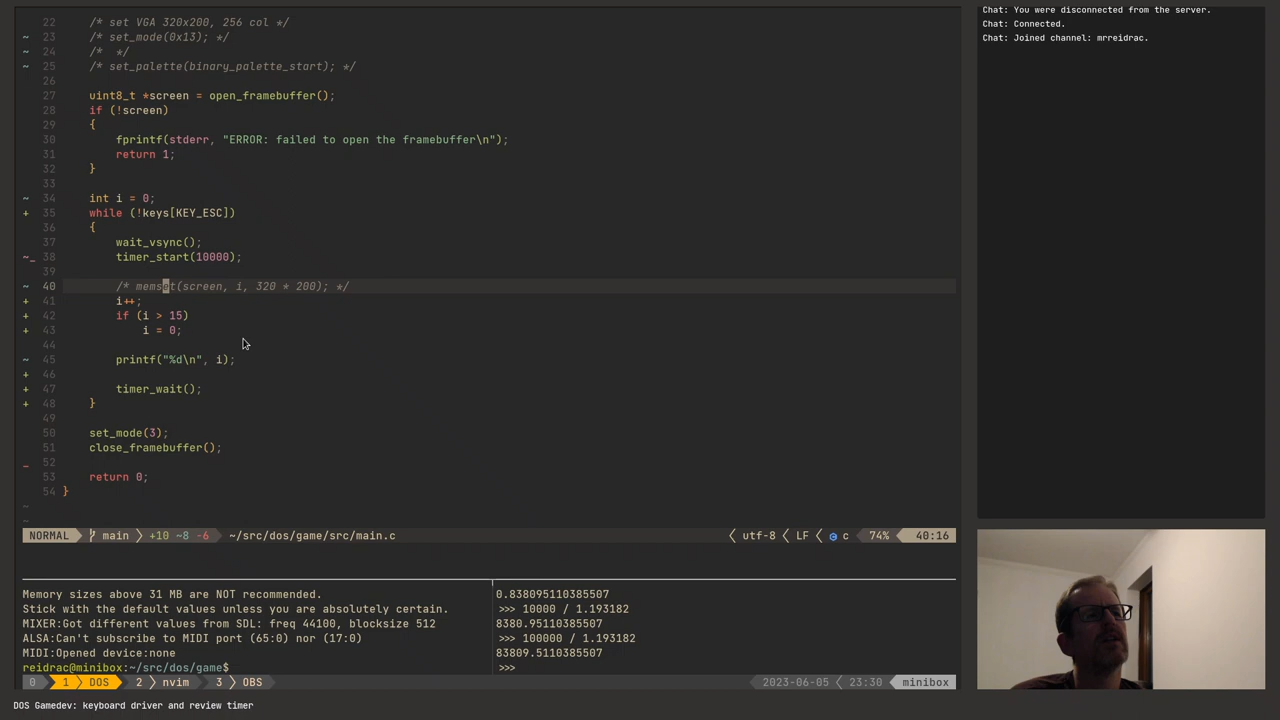 22 /* set VGA 320x200, 256 col */
~ 23 /* set_mode(0x13); */
~ 24 /*  */
~ 25 /* set_palette(binary_palette_start); */
26
27 uint8_t *screen = open_framebuffer();
28 if (!screen)
29 {
30 fprintf(stderr, "ERROR: failed to open the framebuffer\n");
31 return 1;
32 }
33
~ 34 int i = 0;
+ 35 while (!keys[KEY_ESC])
36 {
37 wait_vsync();
~_ 38 timer_start(10000);
39
~ 40 /* memset(screen, i, 320 * 200); */
+ 41 i++;
+ 42 if (i > 15)
+ 43 i = 0;
44
~ 45 printf("%d\n", i);
+ 46
+ 47 timer_wait();
+ 48 }
49
50 set_mode(3);
51 close_framebuffer();
_ 52
53 return 0;
54 }
~
~
NORMAL main +10 ~8 -6 ~/src/dos/game/src/main.c utf-8 LF c 74% 40:16
Memory sizes above 31 MB are NOT recommended.
Stick with the default values unless you are absolutely certain.
MIXER:Got different values from SDL: freq 44100, blocksize 512
ALSA:Can't subscribe to MIDI port (65:0) nor (17:0)
MIDI:Opened device:none
reidrac@minibox:~/src/dos/game$
0.838095110385507
>>> 10000 / 1.193182
8380.95110385507
>>> 100000 / 1.193182
83809.5110385507
>>>
0 1 DOS 2 nvim 3 OBS 2023-06-05 23:30 minibox
DOS Gamedev: keyboard driver and review timer
Chat: You were disconnected from the server.
Chat: Connected.
Chat: Joined channel: mrreidrac.